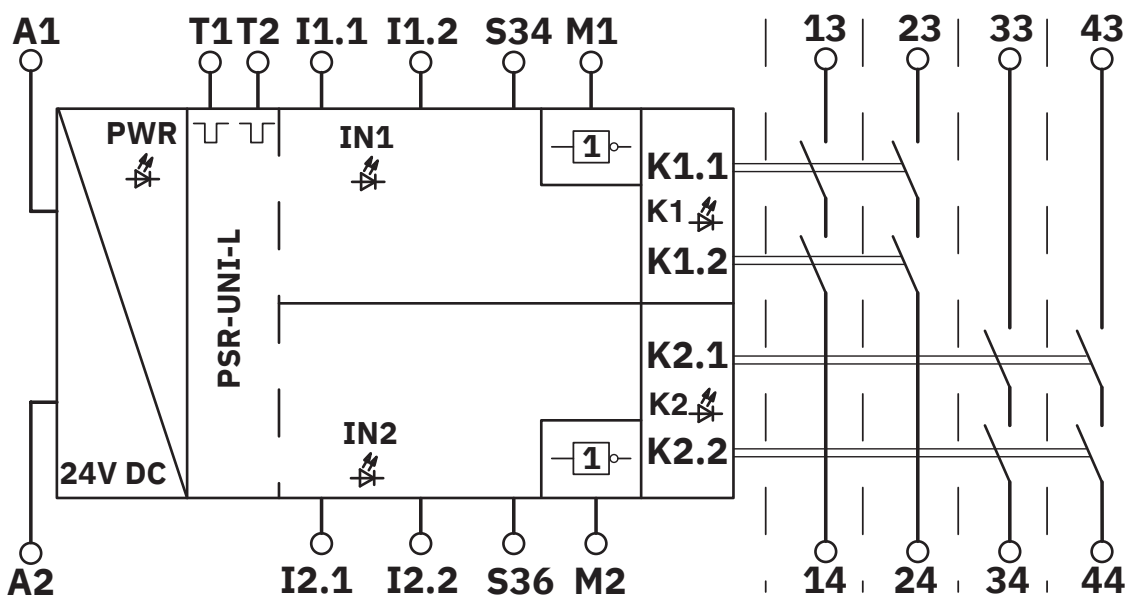 A1 T1 T2 I1.1 I1.2 S34 M1 13 23 33 43
PWR IN1 1 K1.1
K1
K1.2
PSR-UNI-L
K2.1
K2
IN2 1 K2.2
24V DC
A2 I2.1 I2.2 S36 M2 14 24 34 44